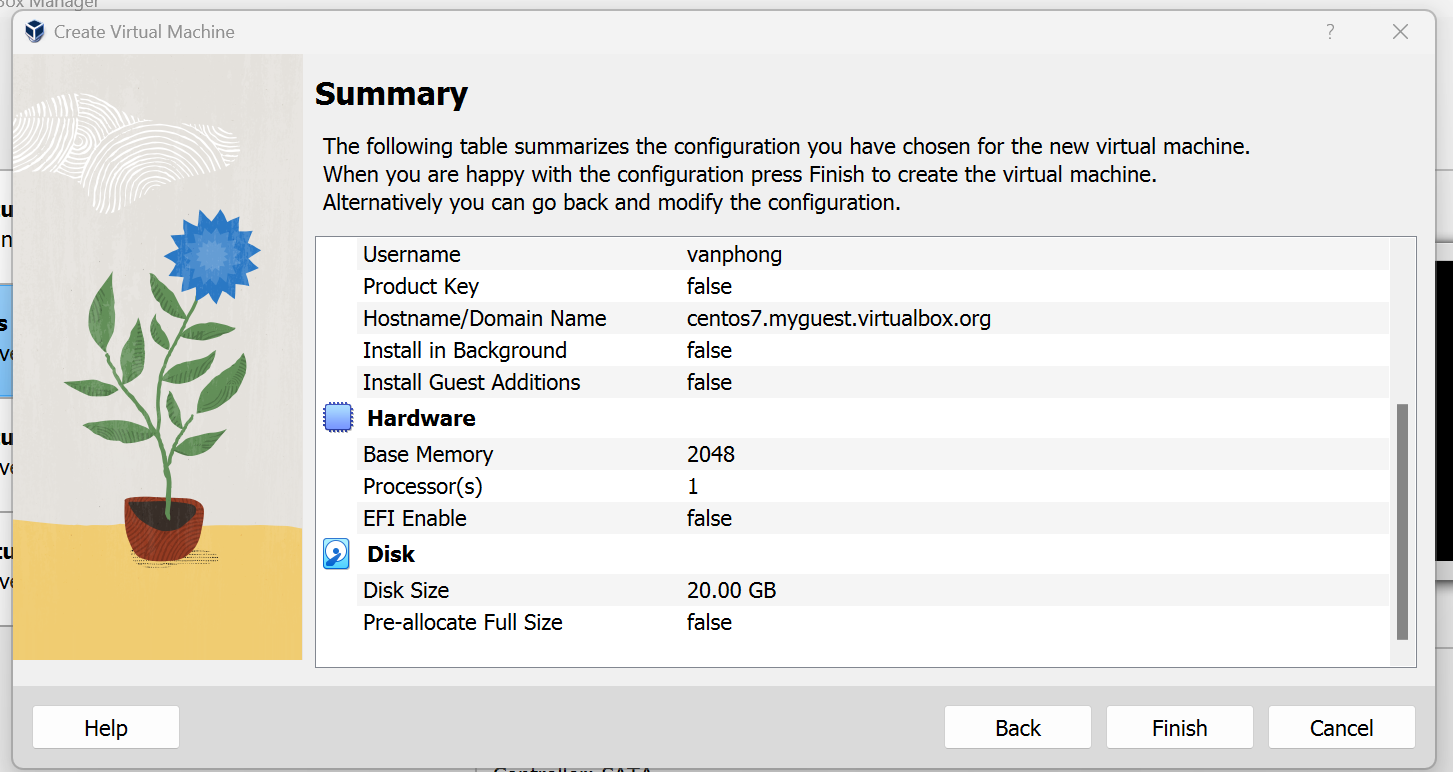 Box Manager
Create Virtual Machine
?
Summary
The following table summarizes the configuration you have chosen for the new virtual machine.
When you are happy with the configuration press Finish to create the virtual machine.
Alternatively you can go back and modify the configuration.
Username vanphong
Product Key false
Hostname/Domain Name centos7.myguest.virtualbox.org
Install in Background false
Install Guest Additions false
Hardware
Base Memory 2048
Processor(s) 1
EFI Enable false
Disk
Disk Size 20.00 GB
Pre-allocate Full Size false
Help Back Finish Cancel
Controller: SATA